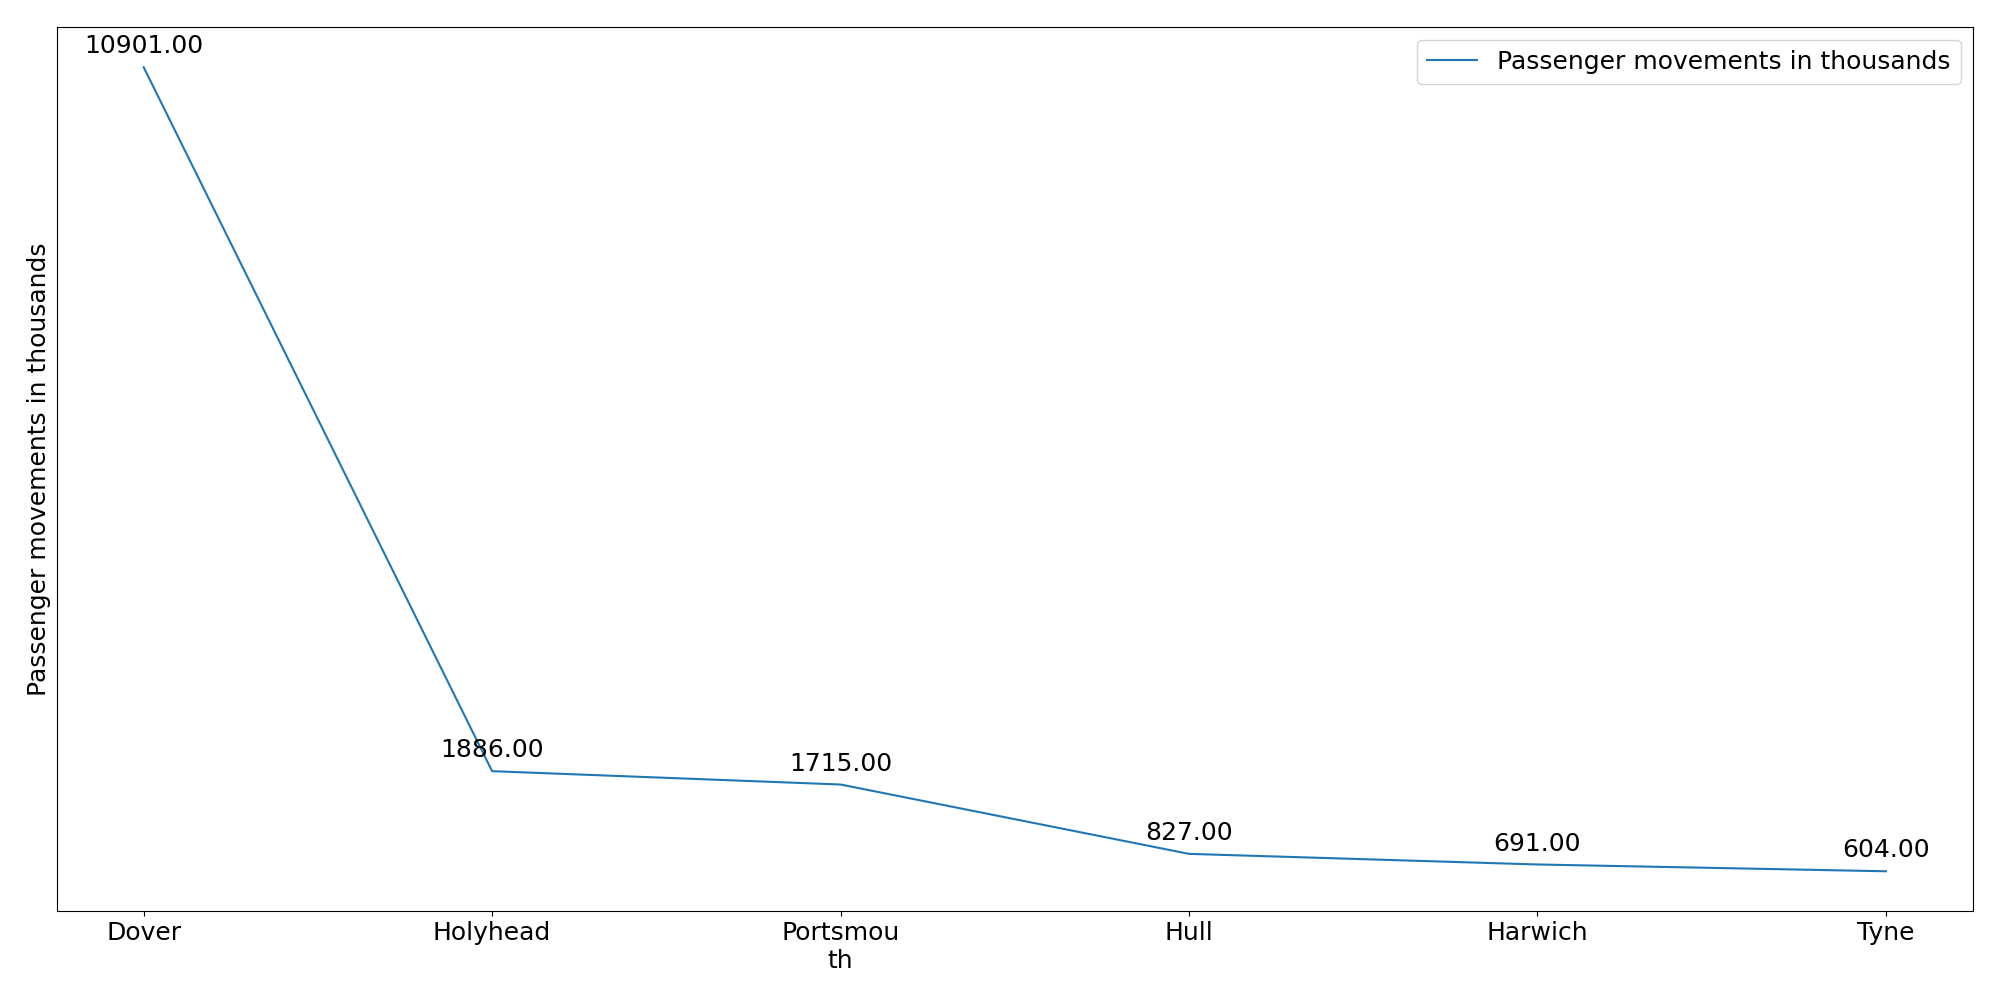 10901.00
Passenger movements in thousands
Passenger movements in thousands
1886.00
1715.00
827.00
691.00
604.00
Dover
Holyhead
Portsmou
th
Hull
Harwich
Tyne